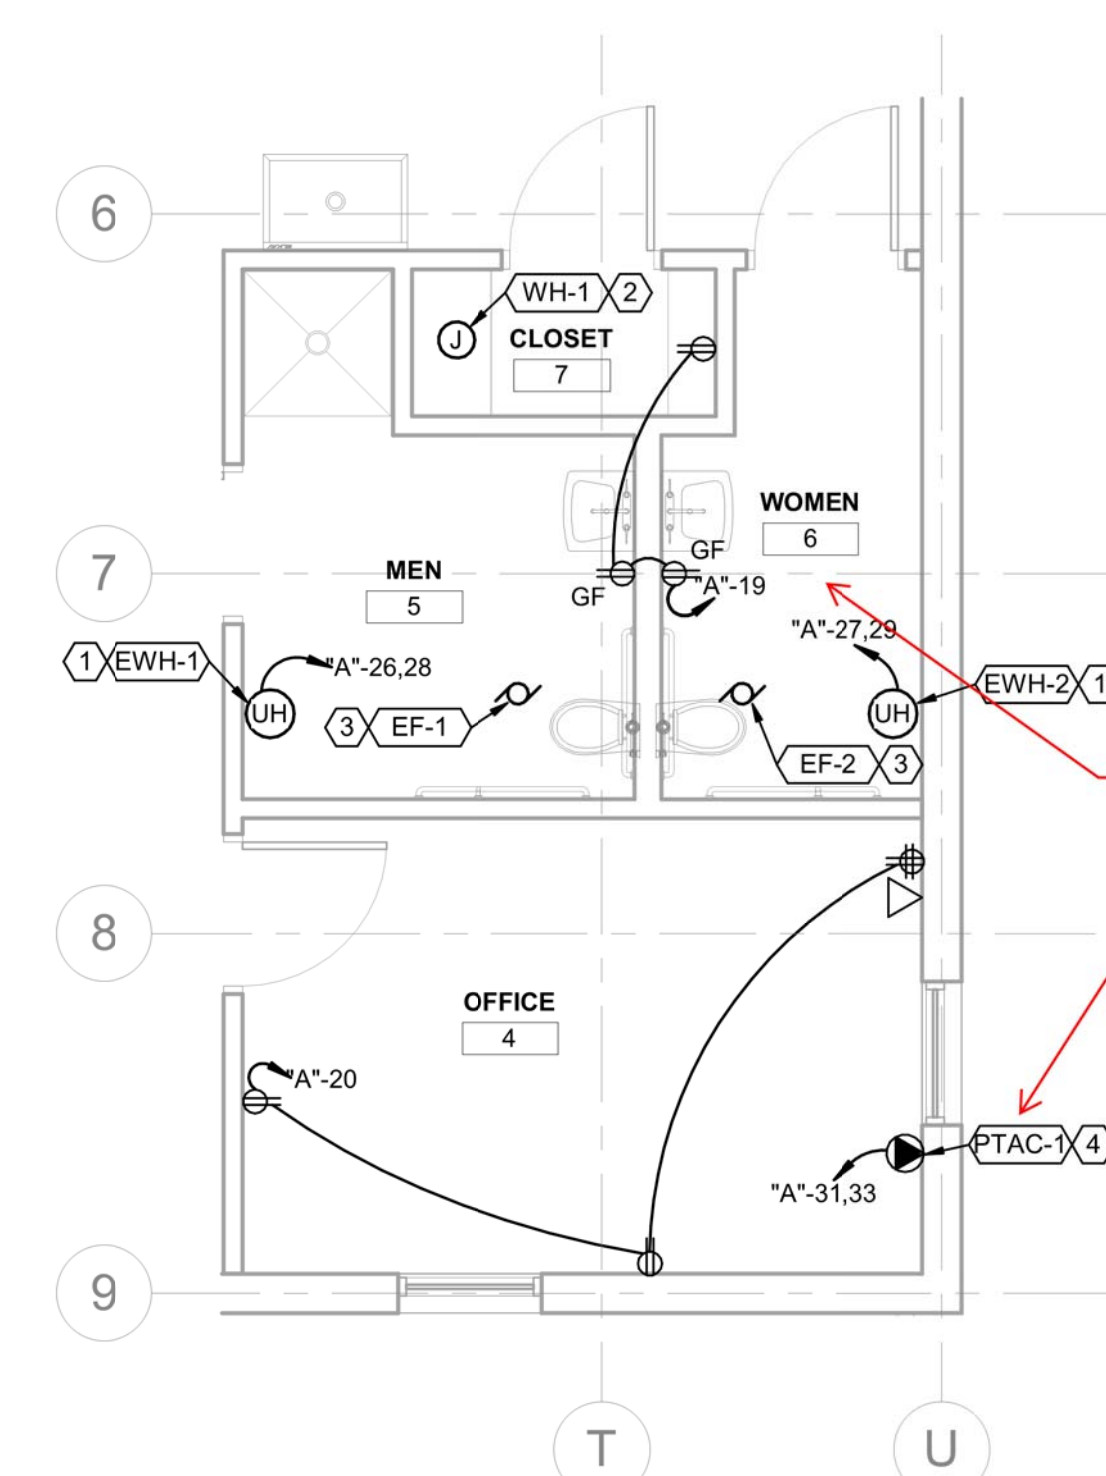 6
WH-1 2
J
CLOSET
7
WOMEN
6
7
GF
MEN
GF
"A"-19
5
"A"-27,29
1 EWH-1
"A"-26,28
EWH-2 1
UH
3 EF-1
UH
EF-2 3
8
OFFICE
4
"A"-20
PTAC-1 4
"A"-31,33
9
T
U